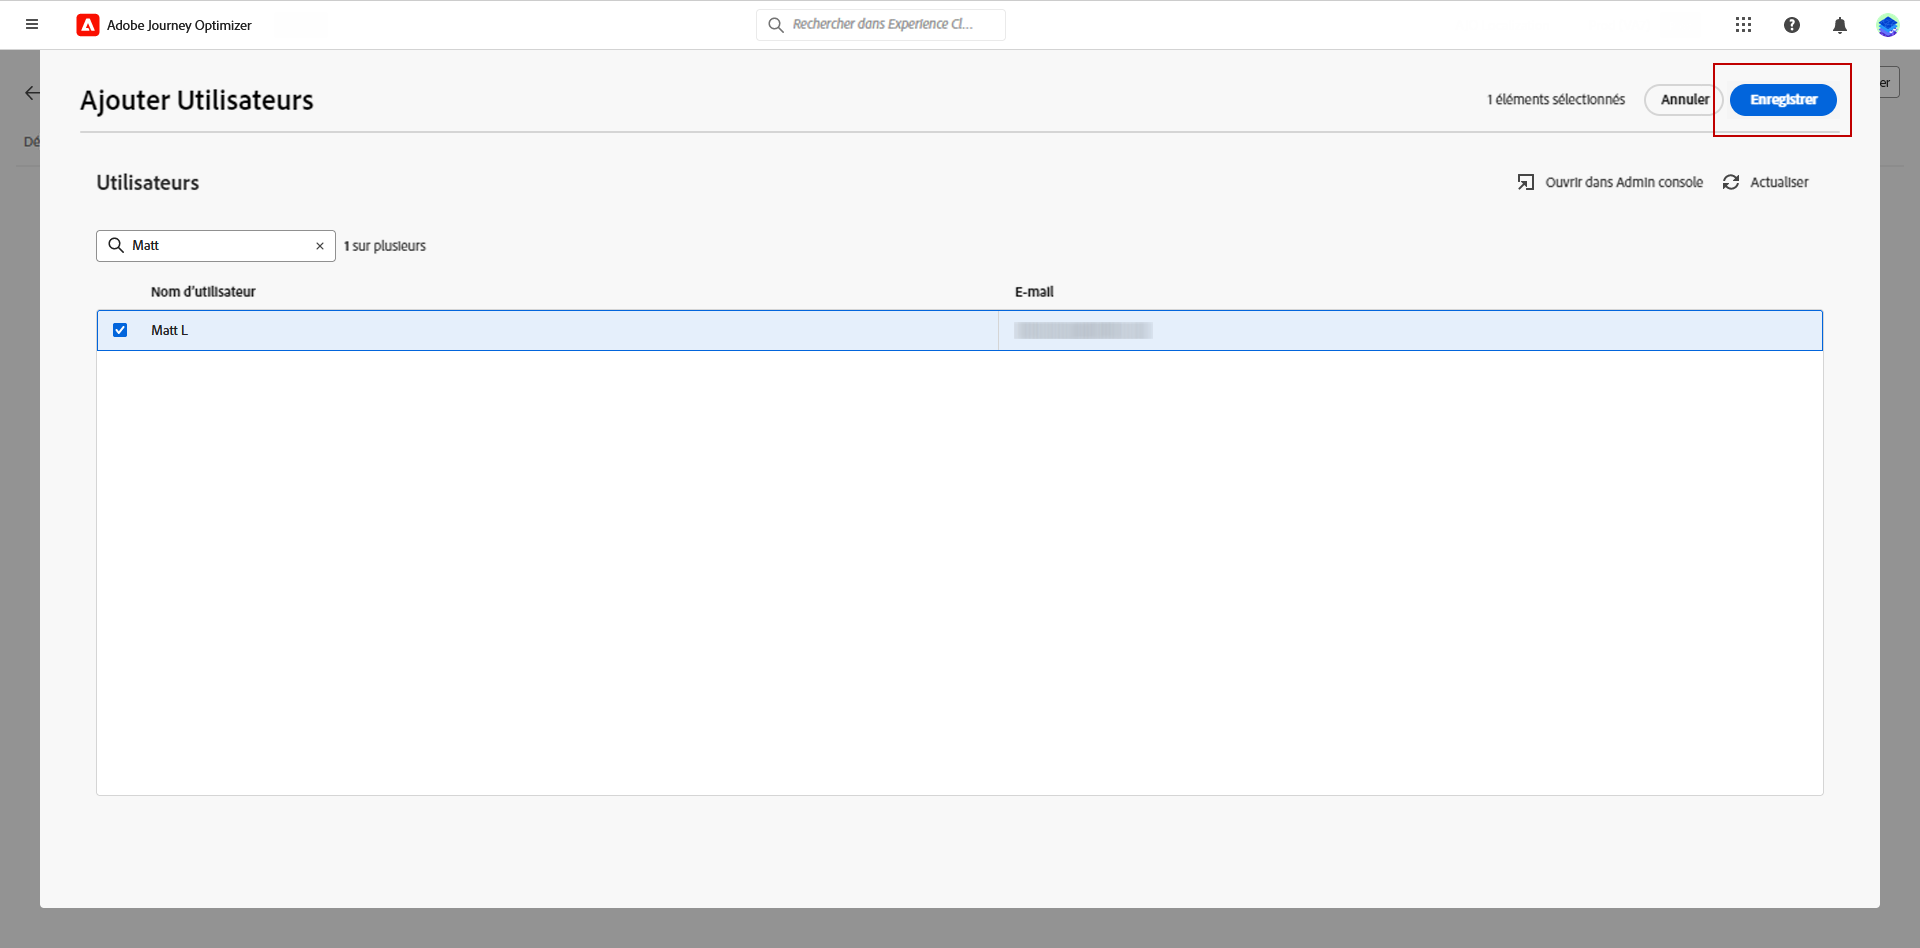 Adobe Journey Optimizer
Rechercher dans Experience Cl...
er
Ajouter Utilisateurs
1 éléments sélectionnés
Annuler
Enregistrer
Dé
Utilisateurs
Ouvrir dans Admin console
Actualiser
Matt
1 sur plusieurs
Nom d'utilisateur
E-mail
Matt L